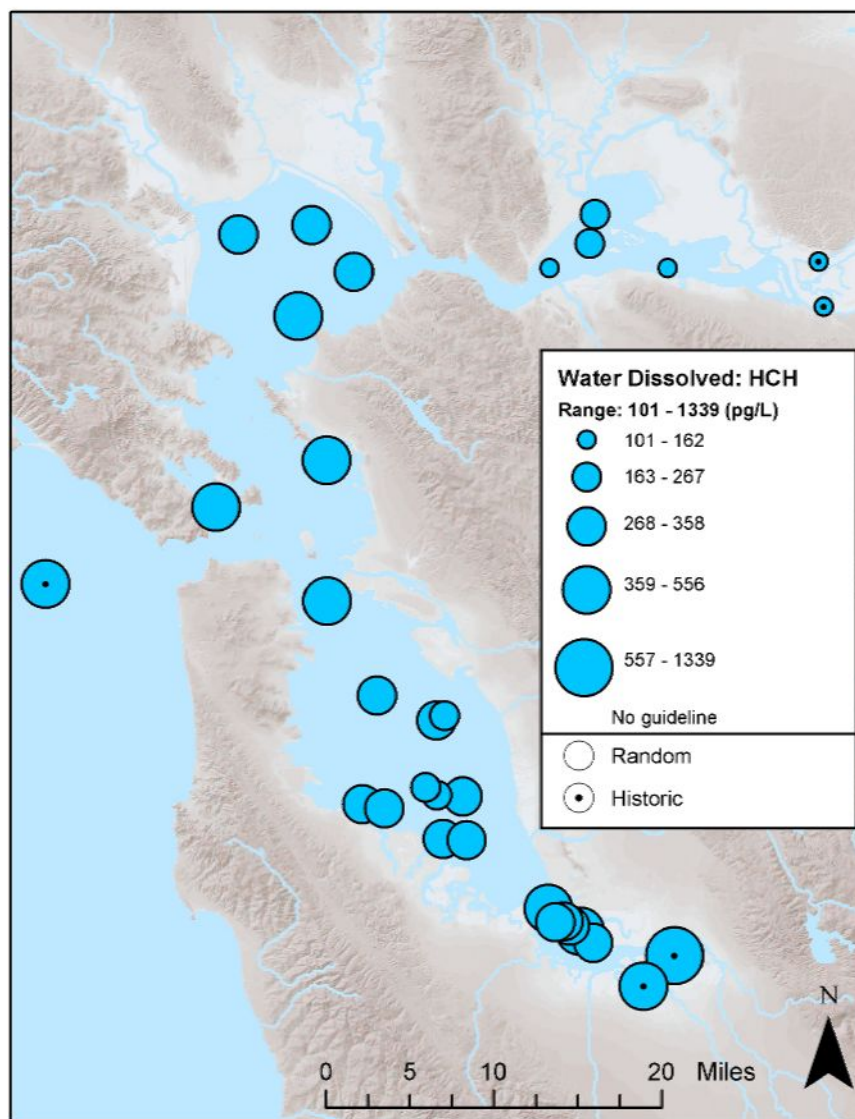 Water Dissolved: HCH
Range: 101 - 1339 (pg/L)
101 - 162
163 - 267
268 - 358
359 - 556
557 - 1339
No guideline
Random
Historic
N
0 5 10 20 Miles